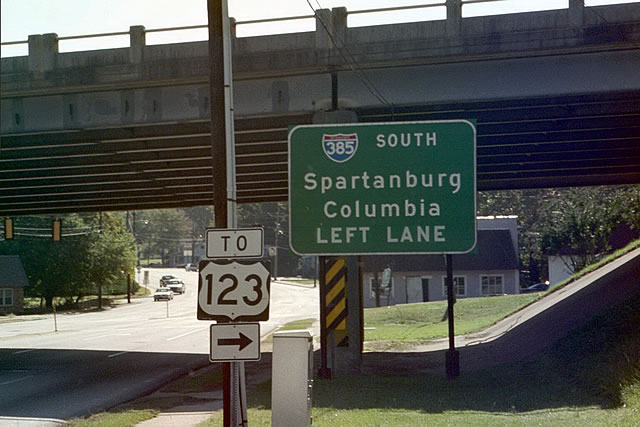 385 SOUTH
Spartanburg
Columbia
LEFT LANE
TO
123